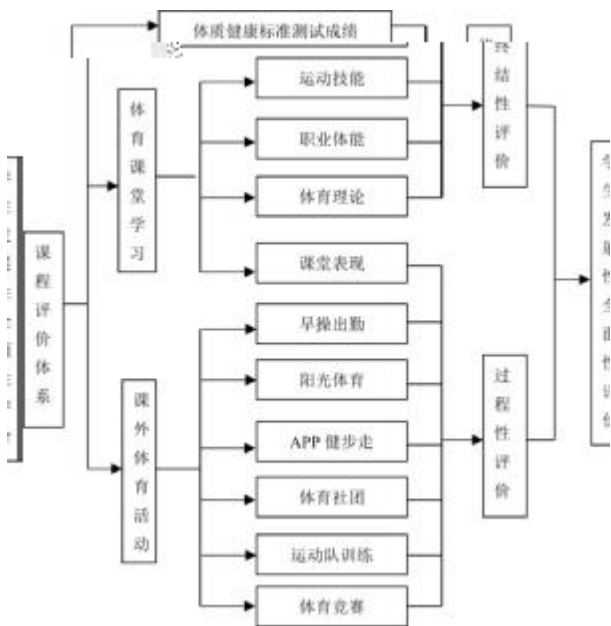 体质健康标准测试成绩
运动技能
职业体能
体育理论
课堂表现
早操出勤
阳光体育
APP 健步走
体育社团
运动队训练
体育竞赛
体育课堂学习
课外体育活动
课程评价体系
终结性评价
过程性评价